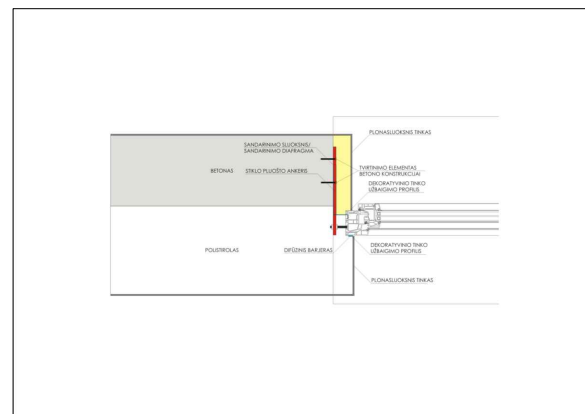 PLONASLUOKSNIS TINKAS
SANDARINIMO SLUOKSNIS/
SANDARINIMO DIAFRAGMA
BETONAS
STIKLO PLUOŠTO ANKERIS
TVIRTINIMO ELEMENTAS
BETONO KONSTRUKCIJAI
DEKORATYVINIO TINKO
UŽBAIGIMO PROFILIS
POLISTIROLAS
DIFŪZINIS BARJERAS
DEKORATYVINIO TINKO
UŽBAIGIMO PROFILIS
PLONASLUOKSNIS TINKAS